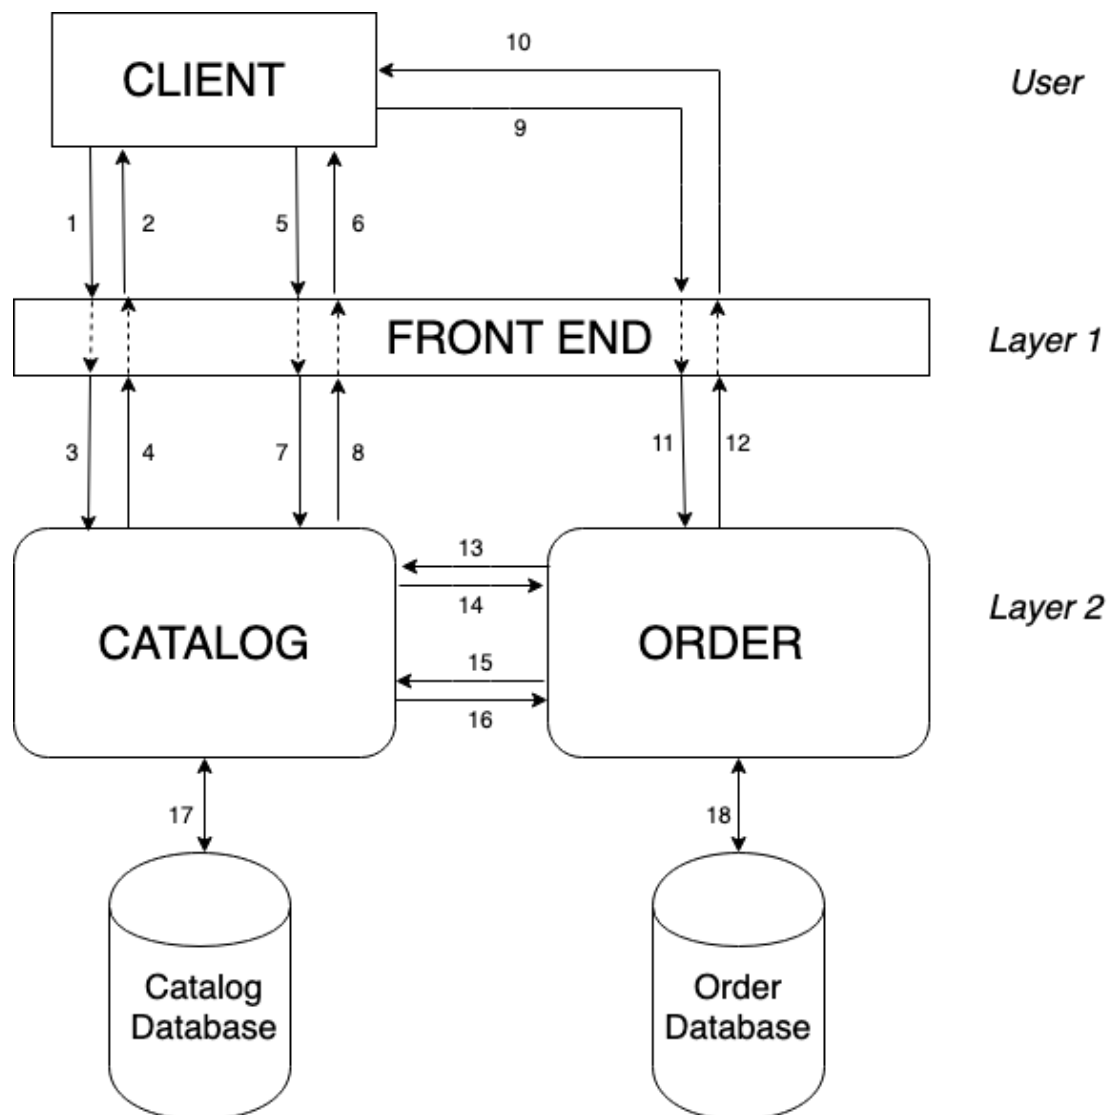 10
CLIENT
User
9
1
2
5
6
FRONT END
Layer 1
3
4
7
8
11
12
13
14
CATALOG
ORDER
Layer 2
15
16
17
18
Catalog
Database
Order
Database